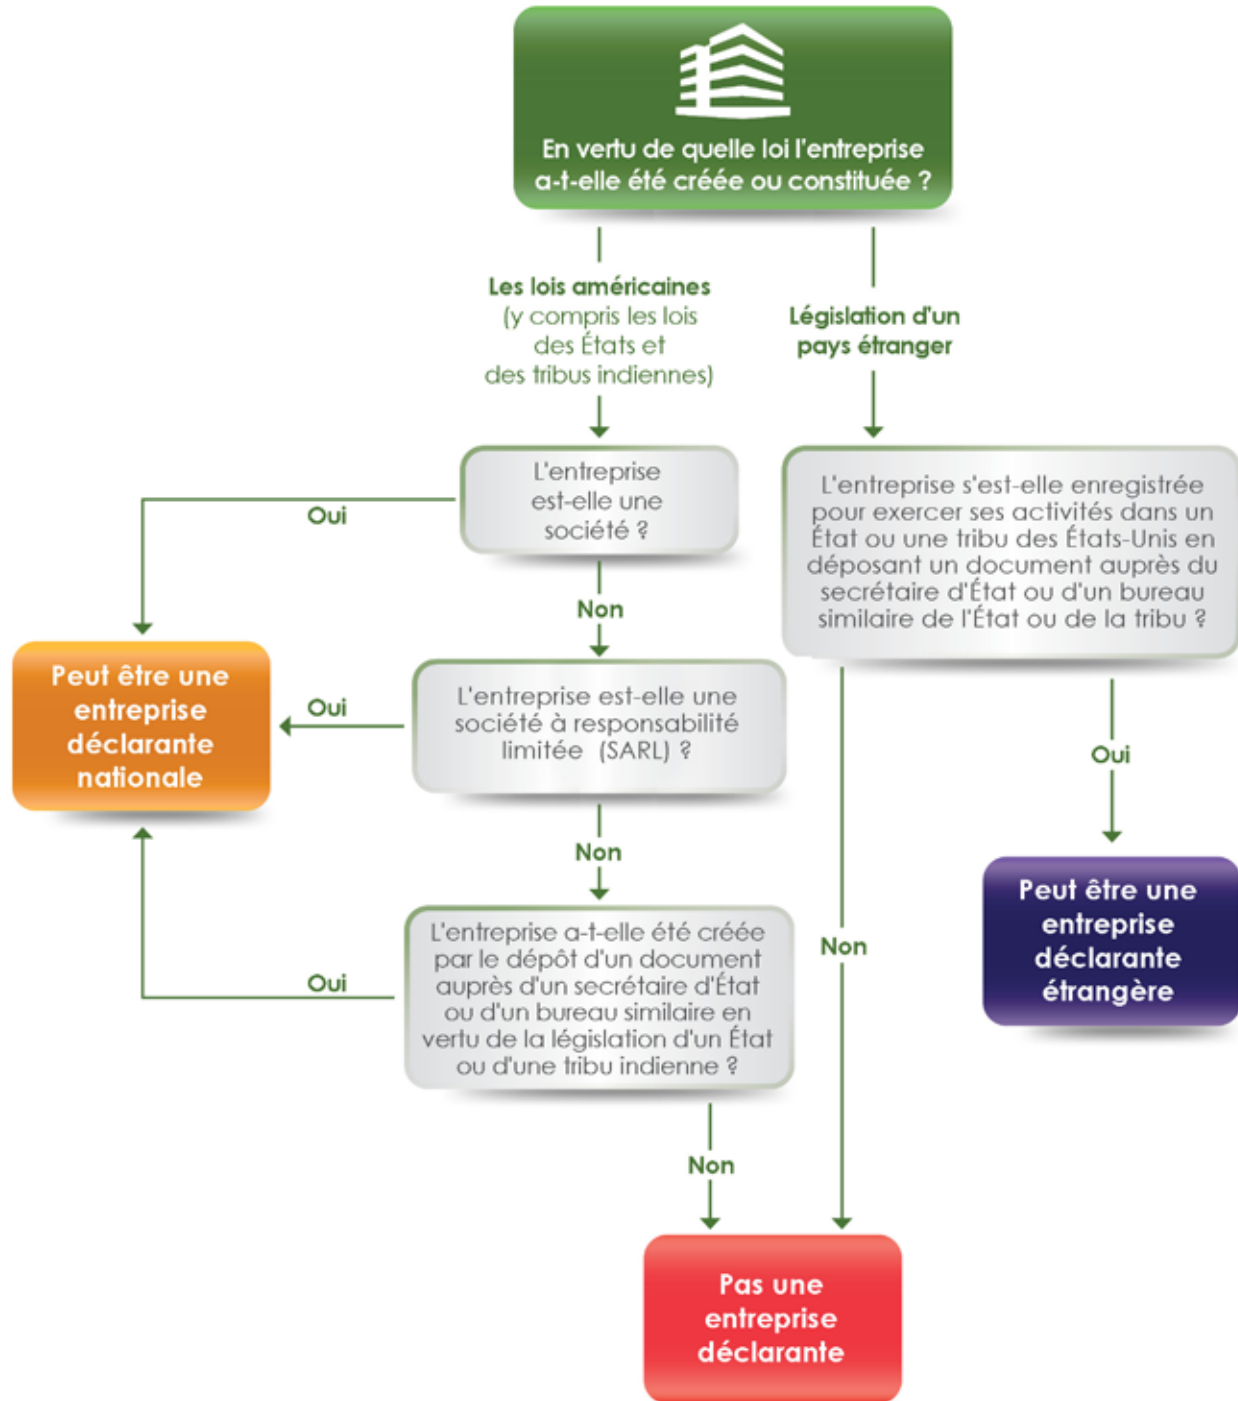 En vertu de quelle loi l'entreprise
a-t-elle été créée ou constituée ?
Les lois américaines
(y compris les lois
des États et
des tribus indiennes)
Législation d'un
pays étranger
L'entreprise
est-elle une
société ?
L'entreprise s'est-elle enregistrée
pour exercer ses activités dans un
État ou une tribu des États-Unis en
déposant un document auprès du
secrétaire d'État ou d'un bureau
similaire de l'État ou de la tribu ?
Oui
Non
Peut être une
entreprise
déclarante
nationale
Oui
L'entreprise est-elle une
société à responsabilité
limitée (SARL) ?
Oui
Non
Peut être une
entreprise
déclarante
étrangère
L'entreprise a-t-elle été créée
par le dépôt d'un document
auprès d'un secrétaire d'État
ou d'un bureau similaire en
vertu de la législation d'un État
ou d'une tribu indienne ?
Non
Oui
Non
Pas une
entreprise
déclarante